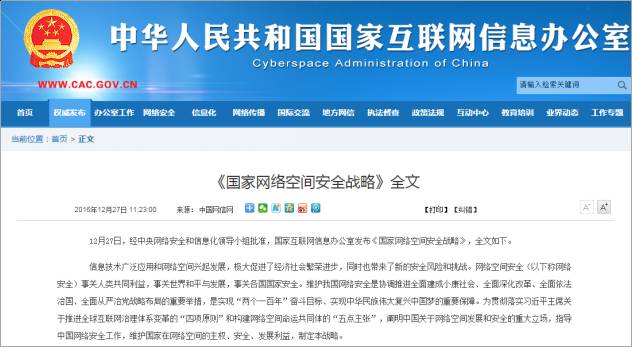 中华人民共和国国家互联网信息办公室
Cyberspace Administration of China
WWW.CAC.GOV.CN
请输入检索关键词
首页 权威发布 办公室工作 网络安全 信息化 网络传播 国际交流 地方网信 执法督查 政策法规 互动中心 教育培训 业界动态 工作专题
当前位置：首页 > 正文
《国家网络空间安全战略》全文
2016年12月27日 11:23:00 来源：中国网信网 【打印】【纠错】 A- A+
12月27日，经中央网络安全和信息化领导小组批准，国家互联网信息办公室发布《国家网络空间安全战略》，全文如下。
信息技术广泛应用和网络空间兴起发展，极大促进了经济社会繁荣进步，同时也带来了新的安全风险和挑战。网络空间安全（以下称网络
安全）事关人类共同利益，事关世界和平与发展，事关各国国家安全。维护我国网络安全是协调推进全面建成小康社会、全面深化改革、全面依法
治国、全面从严治党战略布局的重要举措，是实现“两个一百年”奋斗目标、实现中华民族伟大复兴中国梦的重要保障。为贯彻落实习近平主席关
于推进全球互联网治理体系变革的“四项原则”和构建网络空间命运共同体的“五点主张”，阐明中国关于网络空间发展和安全的重大立场，指导
中国网络安全工作，维护国家在网络空间的主权、安全、发展利益，制定本战略。